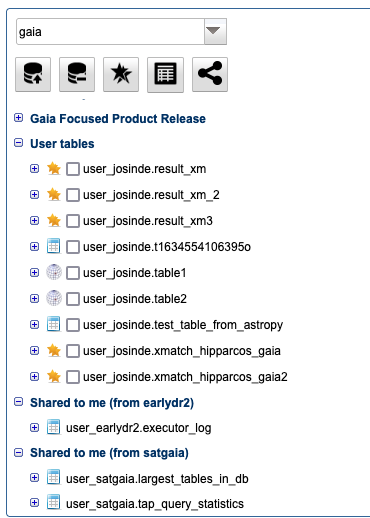 gaia
Gaia Focused Product Release
User tables
user_josinde.result_xm
user_josinde.result_xm_2
user_josinde.result_xm3
user_josinde.t1634554106395o
user_josinde.table1
user_josinde.table2
user_josinde.test_table_from_astropy
user_josinde.xmatch_hipparcos_gaia
user_josinde.xmatch_hipparcos_gaia2
Shared to me (from earlydr2)
user_earlydr2.executor_log
Shared to me (from satgaia)
user_satgaia.largest_tables_in_db
user_satgaia.tap_query_statistics